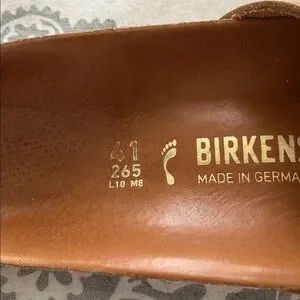 41
265
L10 M8
BIRKENS
MADE IN GERMA